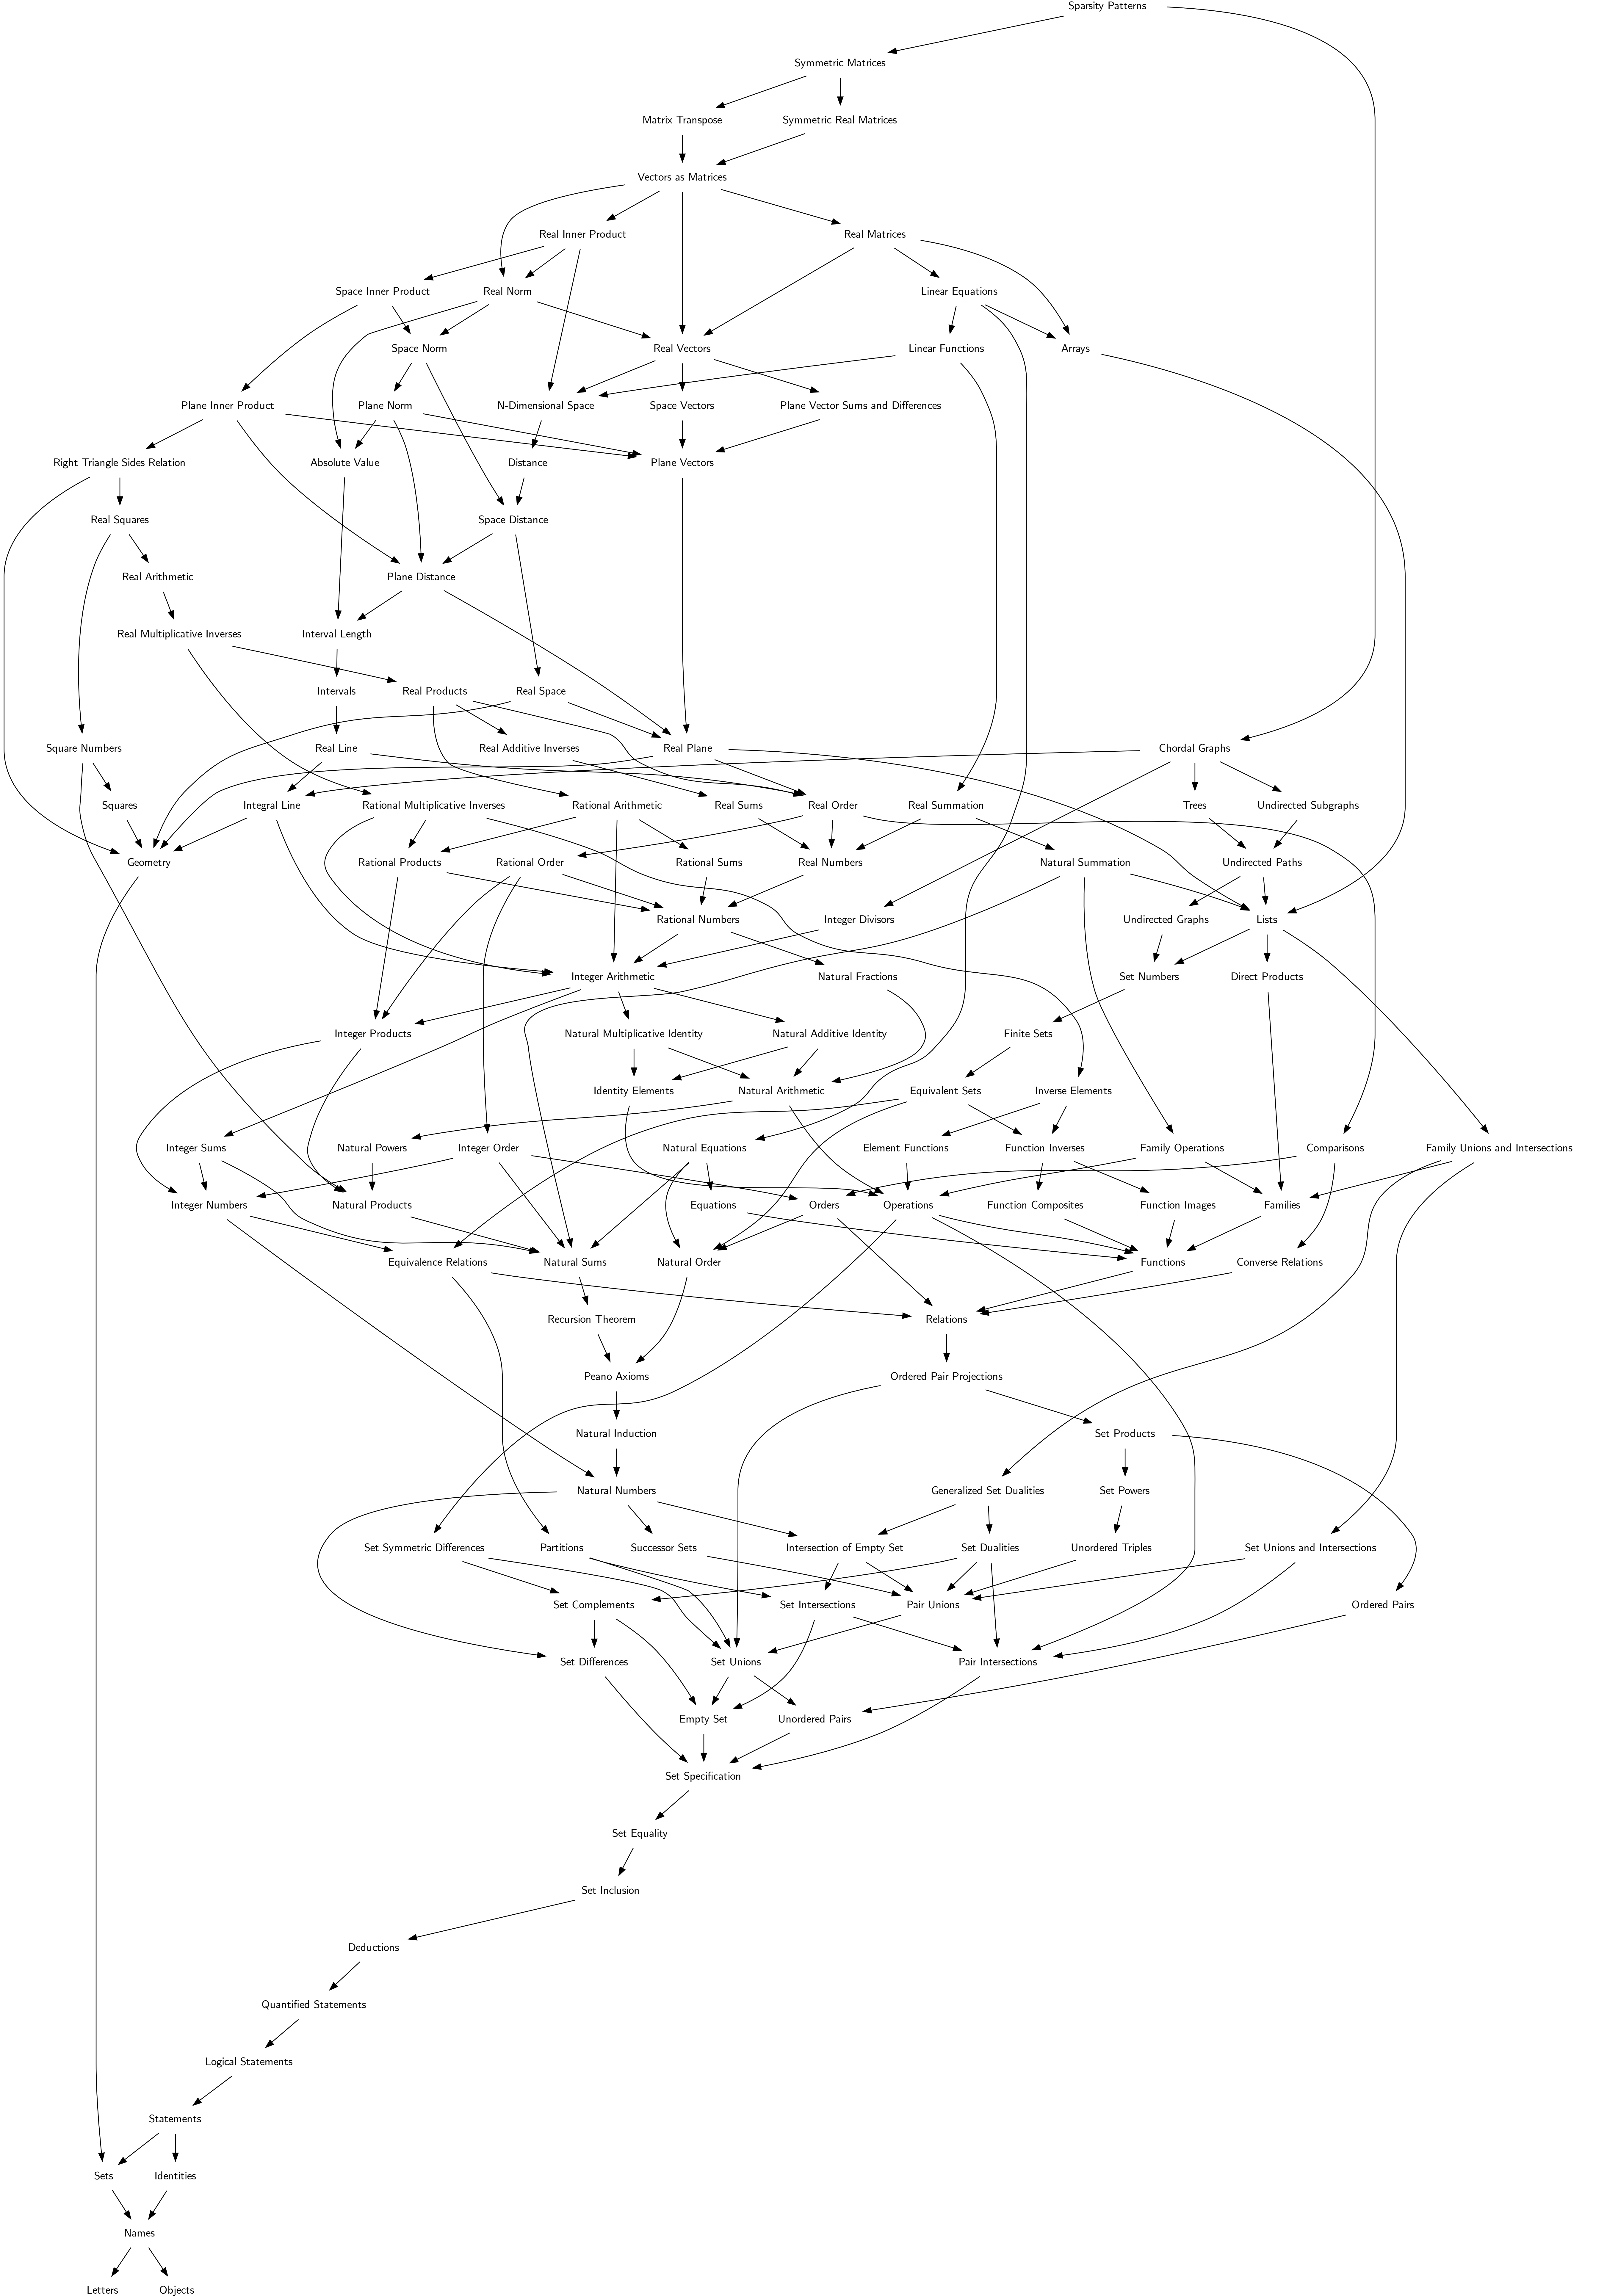 Sparsity Patterns
Symmetric Matrices
Matrix Transpose
Symmetric Real Matrices
Vectors as Matrices
Real Inner Product
Real Matrices
Space Inner Product
Real Norm
Linear Equations
Space Norm
Real Vectors
Linear Functions
Arrays
Plane Inner Product
Plane Norm
N-Dimensional Space
Space Vectors
Plane Vector Sums and Differences
Right Triangle Sides Relation
Absolute Value
Distance
Plane Vectors
Real Squares
Space Distance
Real Arithmetic
Plane Distance
Real Multiplicative Inverses
Interval Length
Intervals
Real Products
Real Space
Square Numbers
Real Line
Real Additive Inverses
Real Plane
Chordal Graphs
Squares
Integral Line
Rational Multiplicative Inverses
Rational Arithmetic
Real Sums
Real Order
Real Summation
Trees
Undirected Subgraphs
Geometry
Rational Products
Rational Order
Rational Sums
Real Numbers
Natural Summation
Undirected Paths
Rational Numbers
Integer Divisors
Undirected Graphs
Lists
Integer Arithmetic
Natural Fractions
Set Numbers
Direct Products
Integer Products
Natural Multiplicative Identity
Natural Additive Identity
Finite Sets
Identity Elements
Natural Arithmetic
Equivalent Sets
Inverse Elements
Integer Sums
Natural Powers
Integer Order
Natural Equations
Element Functions
Function Inverses
Family Operations
Comparisons
Family Unions and Intersections
Integer Numbers
Natural Products
Equations
Orders
Operations
Function Composites
Function Images
Families
Equivalence Relations
Natural Sums
Natural Order
Functions
Converse Relations
Recursion Theorem
Relations
Peano Axioms
Ordered Pair Projections
Natural Induction
Set Products
Natural Numbers
Generalized Set Dualities
Set Powers
Set Symmetric Differences
Partitions
Successor Sets
Intersection of Empty Set
Set Dualities
Unordered Triples
Set Unions and Intersections
Set Complements
Set Intersections
Pair Unions
Ordered Pairs
Set Differences
Set Unions
Pair Intersections
Empty Set
Unordered Pairs
Set Specification
Set Equality
Set Inclusion
Deductions
Quantified Statements
Logical Statements
Statements
Sets
Identities
Names
Letters
Objects